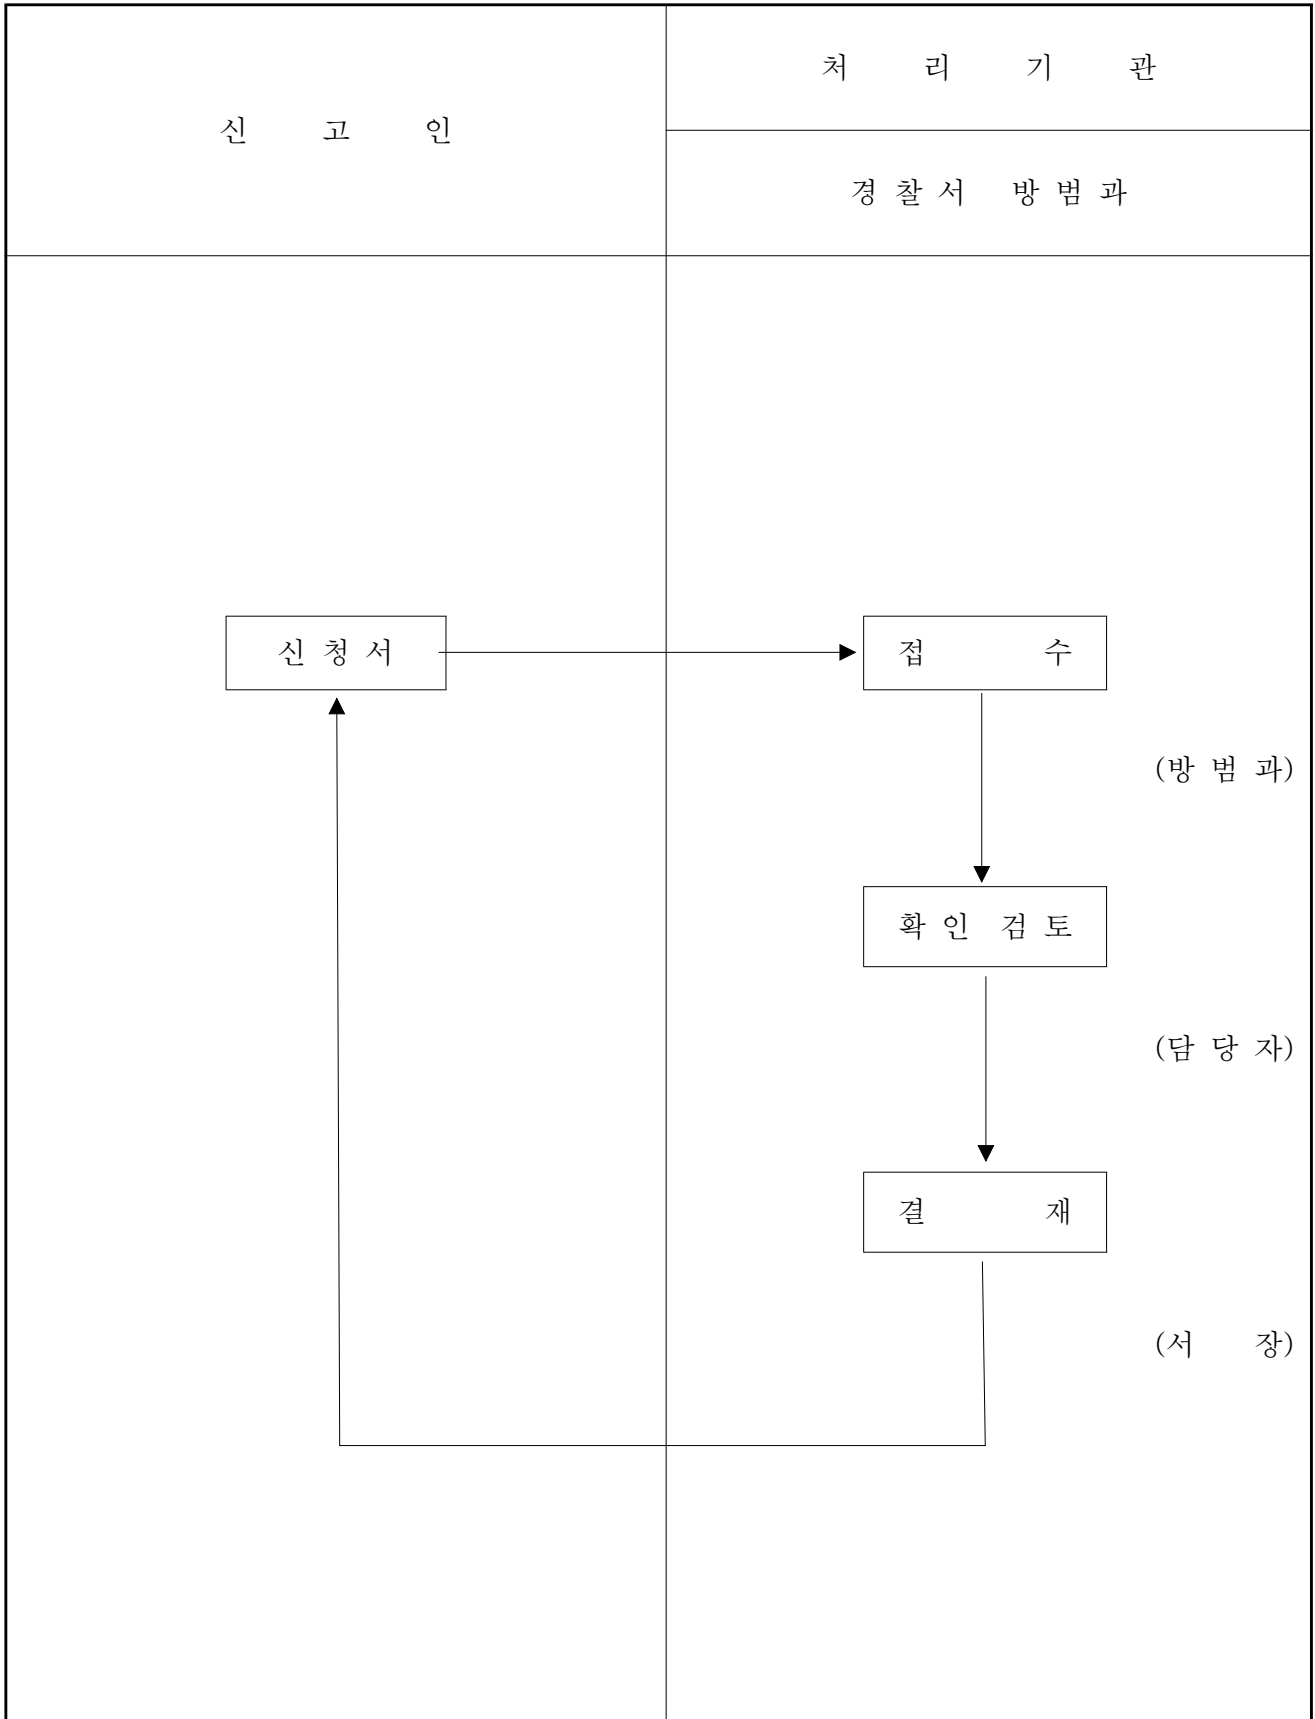 신 고 인
처 리 기 관
경 찰 서 방 범 과
신 청 서
접 수
(방 범 과)
확 인 검 토
(담 당 자)
결 재
(서 장)